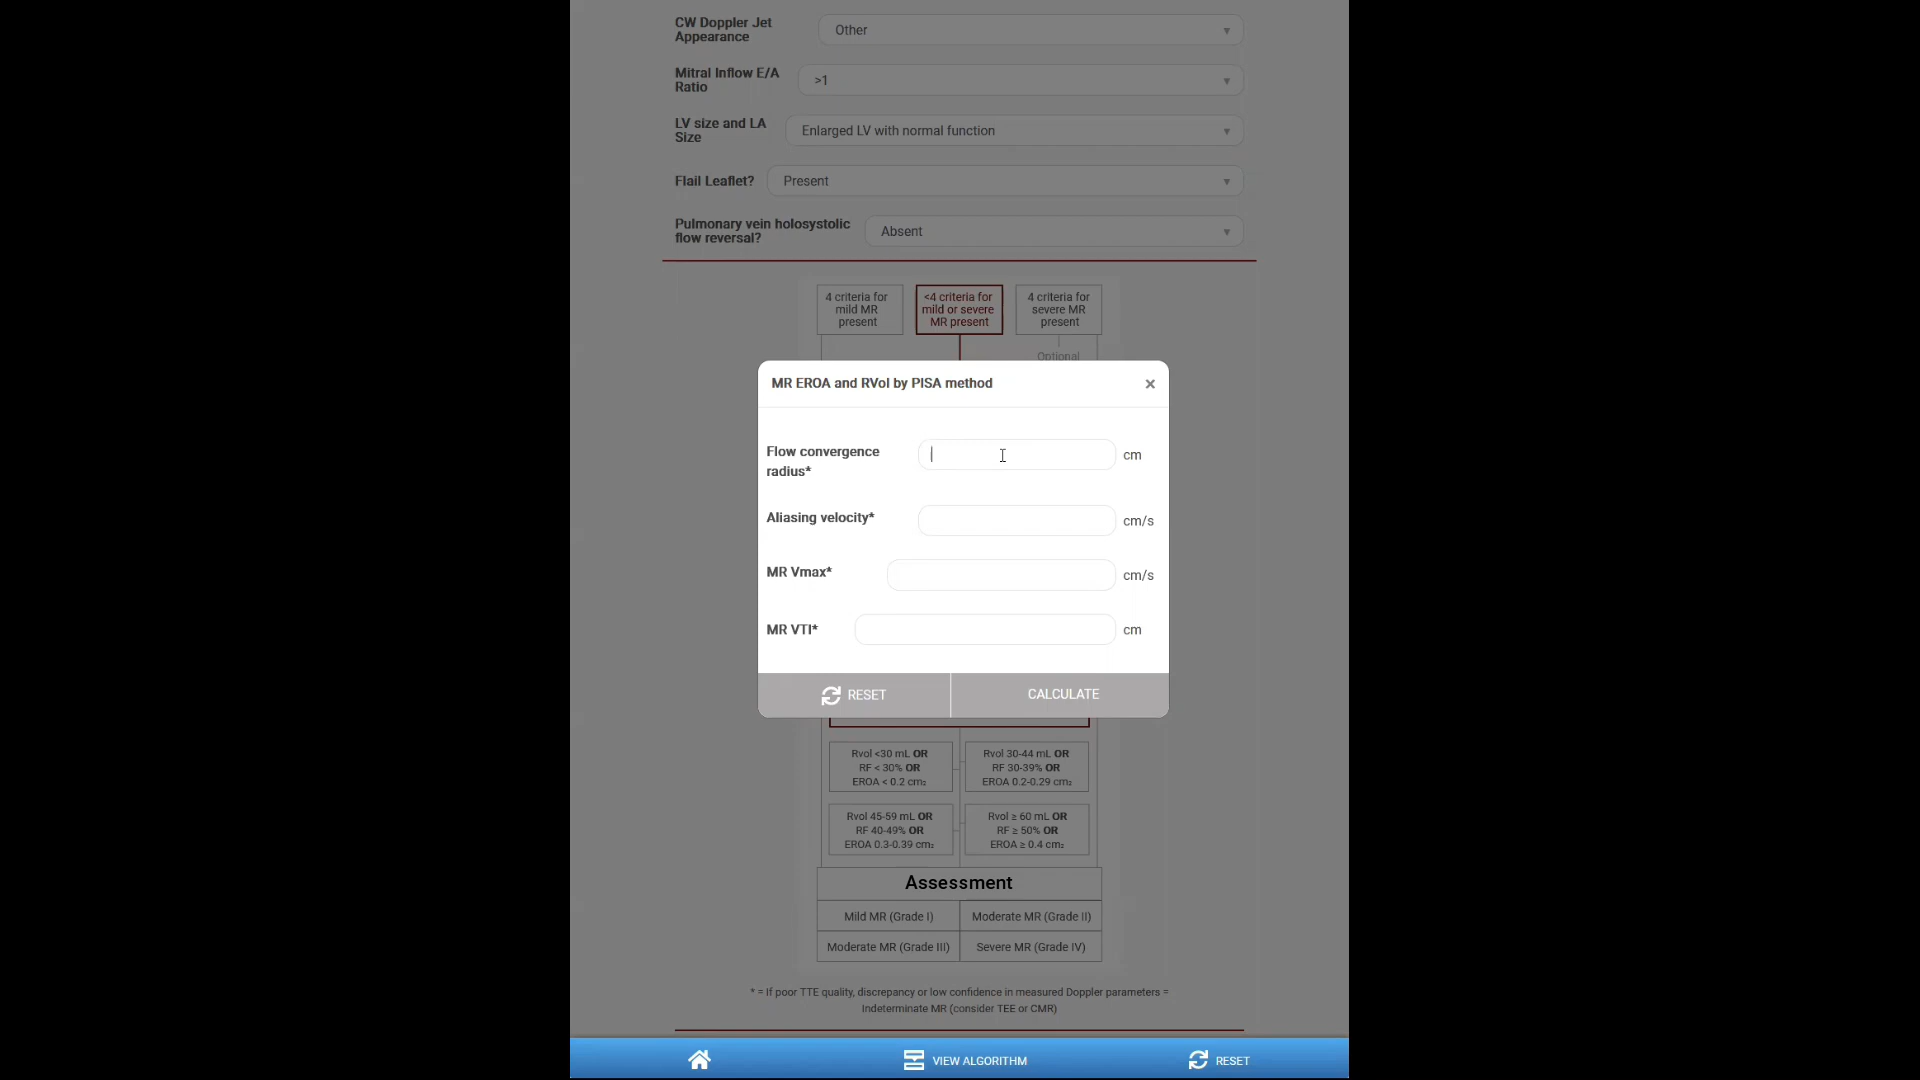 CW Doppler Jet
Appearance
Other
Mitral Inflow E/A
Ratio
>1
LV size and LA
Size
Enlarged LV with normal function
Flail Leaflet?
Present
Pulmonary vein holosystolic
flow reversal?
Absent
4 criteria for
mild MR
present
<4 criteria for
mild or severe
MR present
4 criteria for
severe MR
present
Optional
MR EROA and RVol by PISA method
×
Flow convergence
radius*
cm
Aliasing velocity*
cm/s
MR Vmax*
cm/s
MR VTI*
cm
RESET
CALCULATE
Rvol <30 mL OR
RF < 30% OR
EROA < 0.2 cm₂
Rvol 30-44 mL OR
RF 30-39% OR
EROA 0.2-0.29 cm₂
Rvol 45-59 mL OR
RF 40-49% OR
EROA 0.3-0.39 cm₂
Rvol ≥ 60 mL OR
RF ≥ 50% OR
EROA ≥ 0.4 cm₂
Assessment
Mild MR (Grade I)
Moderate MR (Grade II)
Moderate MR (Grade III)
Severe MR (Grade IV)
* = If poor TTE quality, discrepancy or low confidence in measured Doppler parameters =
Indeterminate MR (consider TEE or CMR)
VIEW ALGORITHM
RESET